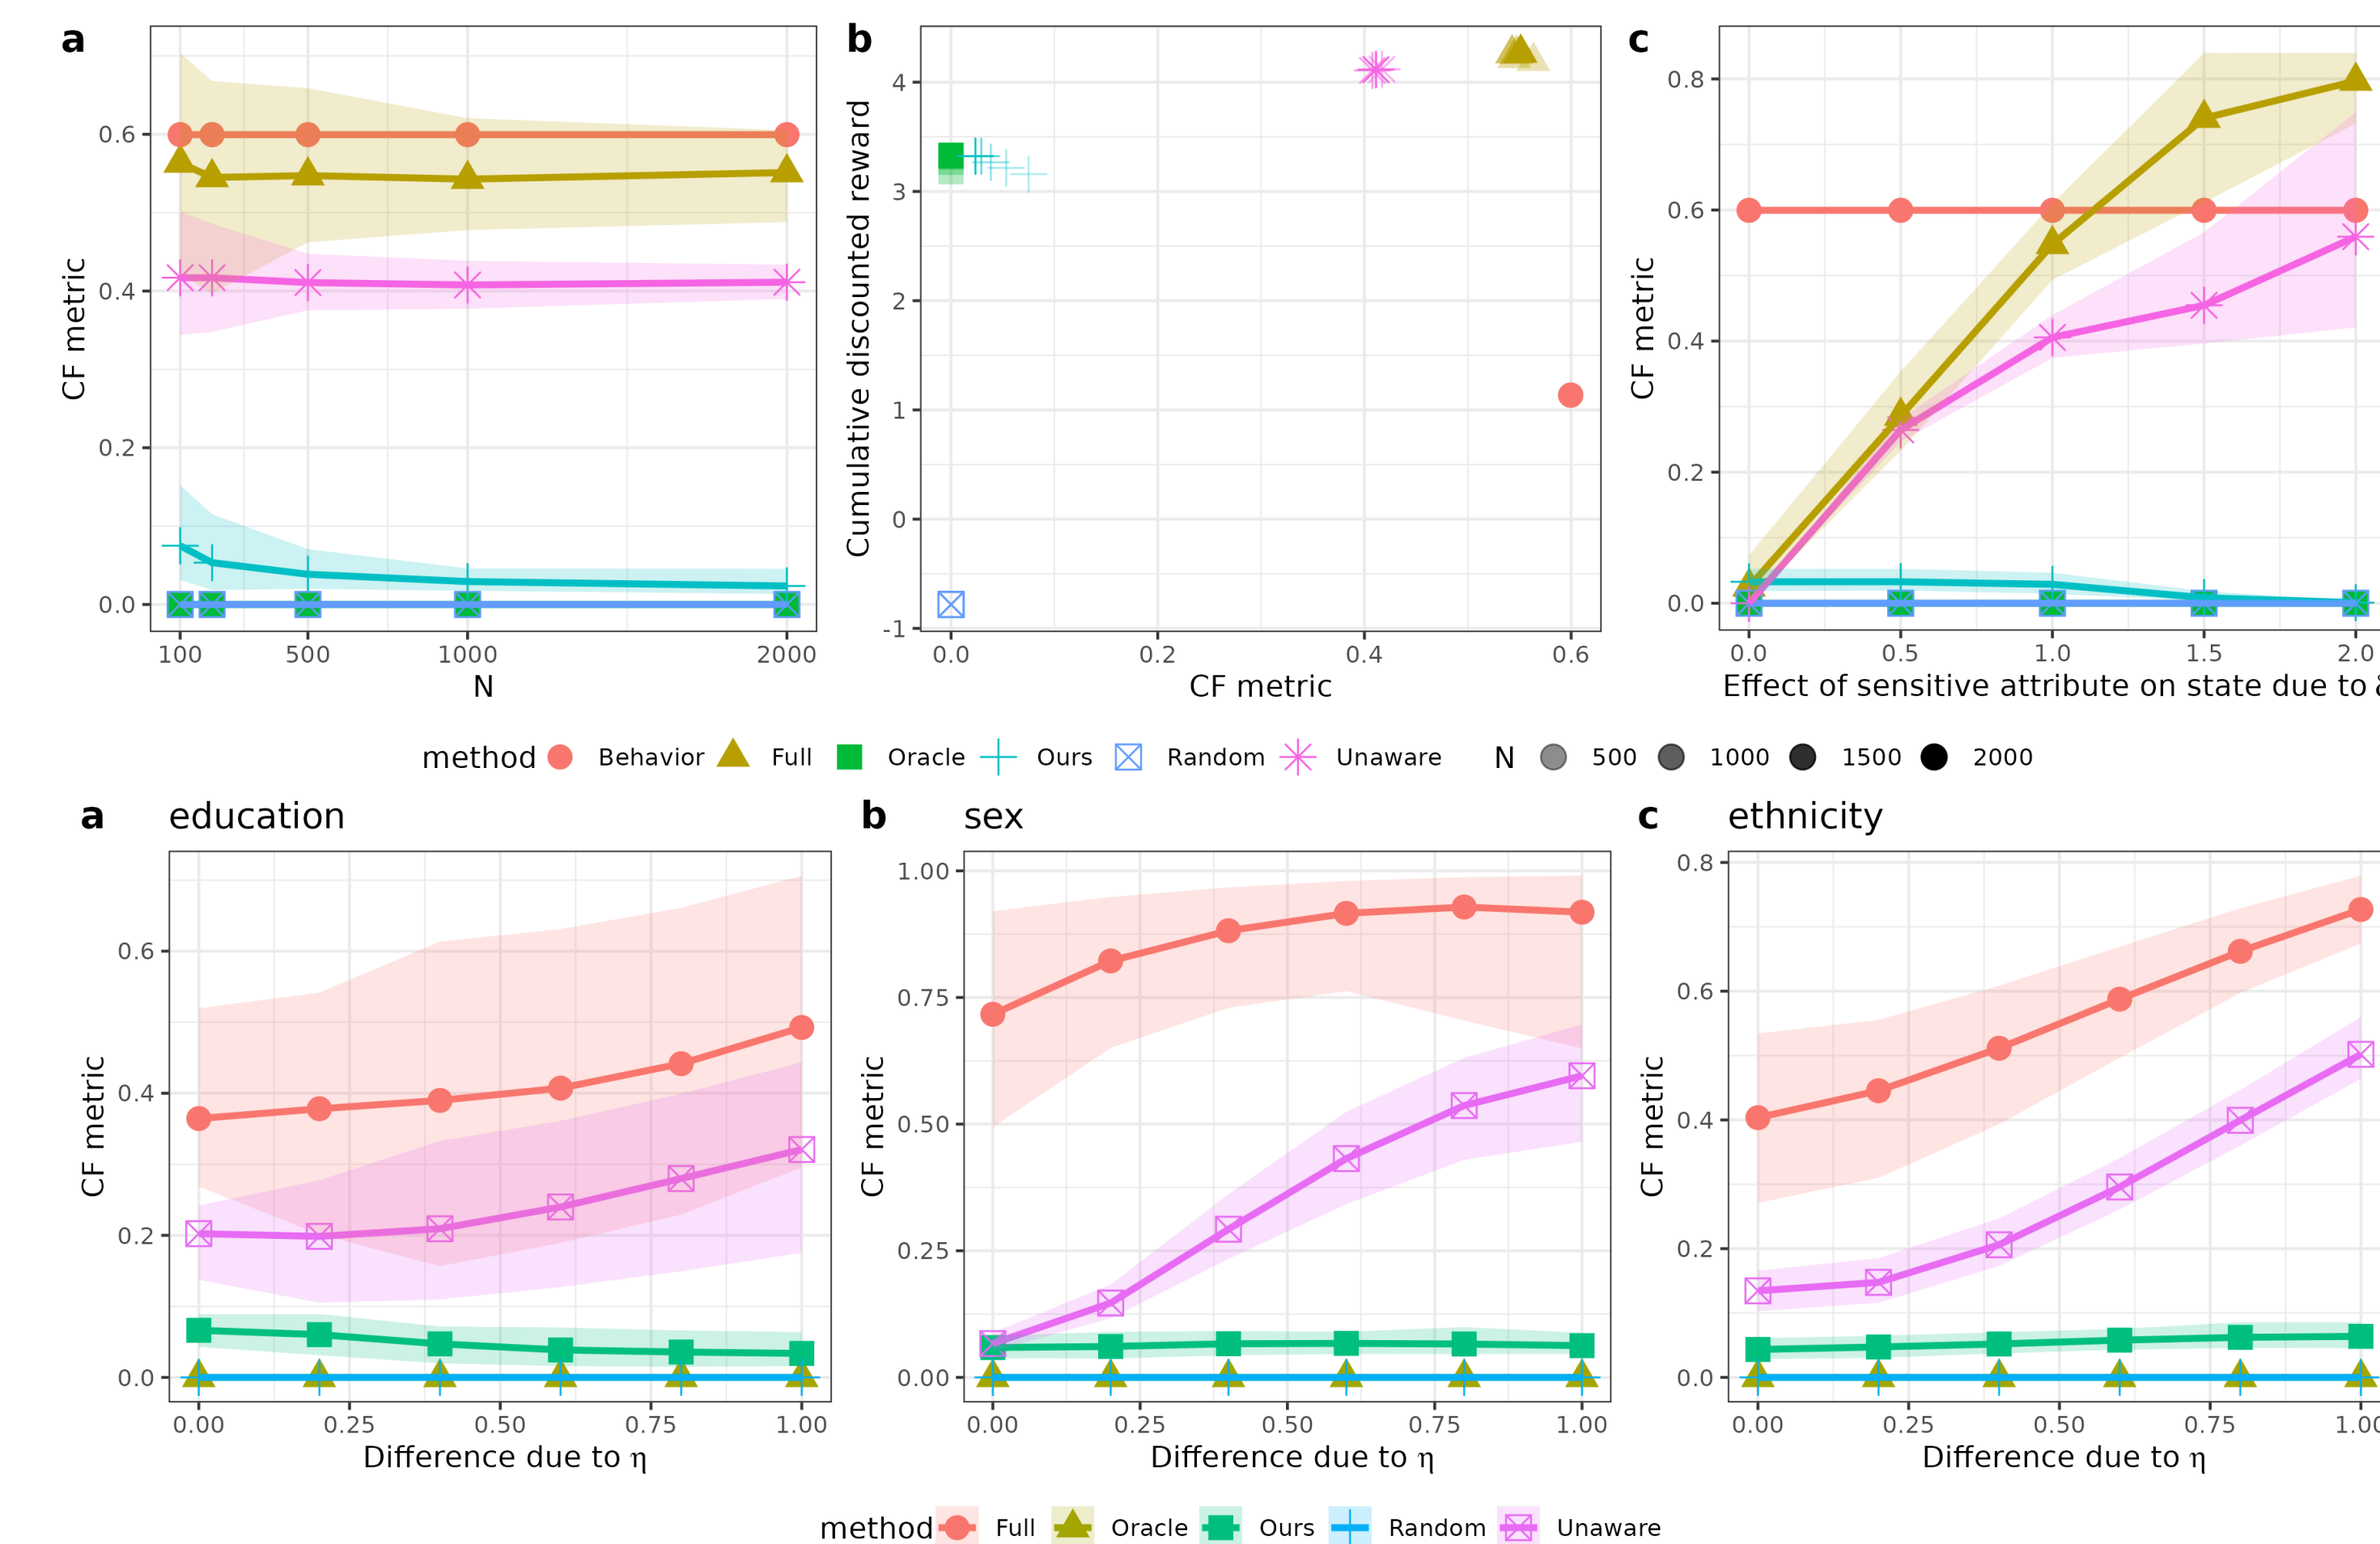 a
CF metric
0.6
0.4
0.2
0.0
100 500 1000 2000
N
b
Cumulative discounted reward
4
3
2
1
0
-1
0.0 0.2 0.4 0.6
CF metric
c
CF metric
0.8
0.6
0.4
0.2
0.0
0.0 0.5 1.0 1.5 2.0
Effect of sensitive attribute on state due to
method Behavior Full Oracle Ours Random Unaware N 500 1000 1500 2000
a education
CF metric
0.6
0.4
0.2
0.0
0.00 0.25 0.50 0.75 1.00
Difference due to η
b sex
CF metric
1.00
0.75
0.50
0.25
0.00
0.00 0.25 0.50 0.75 1.00
Difference due to η
c ethnicity
CF metric
0.8
0.6
0.4
0.2
0.0
0.00 0.25 0.50 0.75 1.00
Difference due to η
method Full Oracle Ours Random Unaware